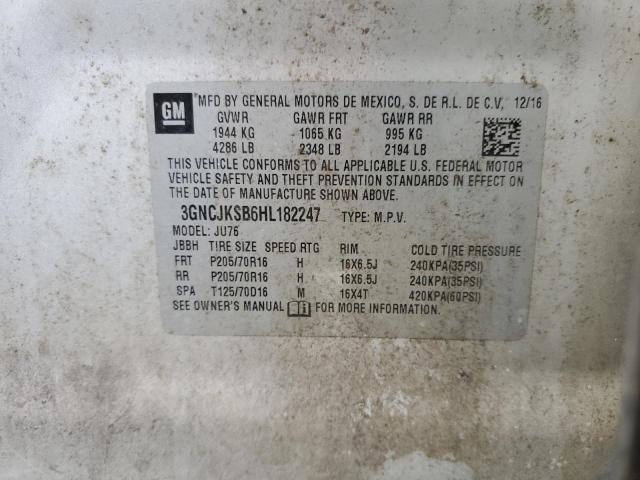 GM
MFD BY GENERAL MOTORS DE MEXICO, S. DE R.L. DE C.V, 12/16
GVWR GAWR FRT GAWR RR
1944 KG 1065 KG 995 KG
4286 LB 2348 LB 2194 LB
THIS VEHICLE CONFORMS TO ALL APPLICABLE U.S. FEDERAL MOTOR
VEHICLE SAFETY AND THEFT PREVENTION STANDARDS IN EFFECT ON
THE DATE OF MANUFACTURE SHOWN ABOVE.
3GNCJKSB6HL182247 TYPE: M.P.V.
MODEL: JU76
JBBH TIRE SIZE SPEED RTG RIM COLD TIRE PRESSURE
FRT P205/70R16 H 16X6.5J 240KPA(35PSI)
RR P205/70R16 H 16X6.5J 240KPA(35PSI)
SPA T125/70D16 M 16X4T 420KPA(60PSI)
SEE OWNER'S MANUAL FOR MORE INFORMATION.